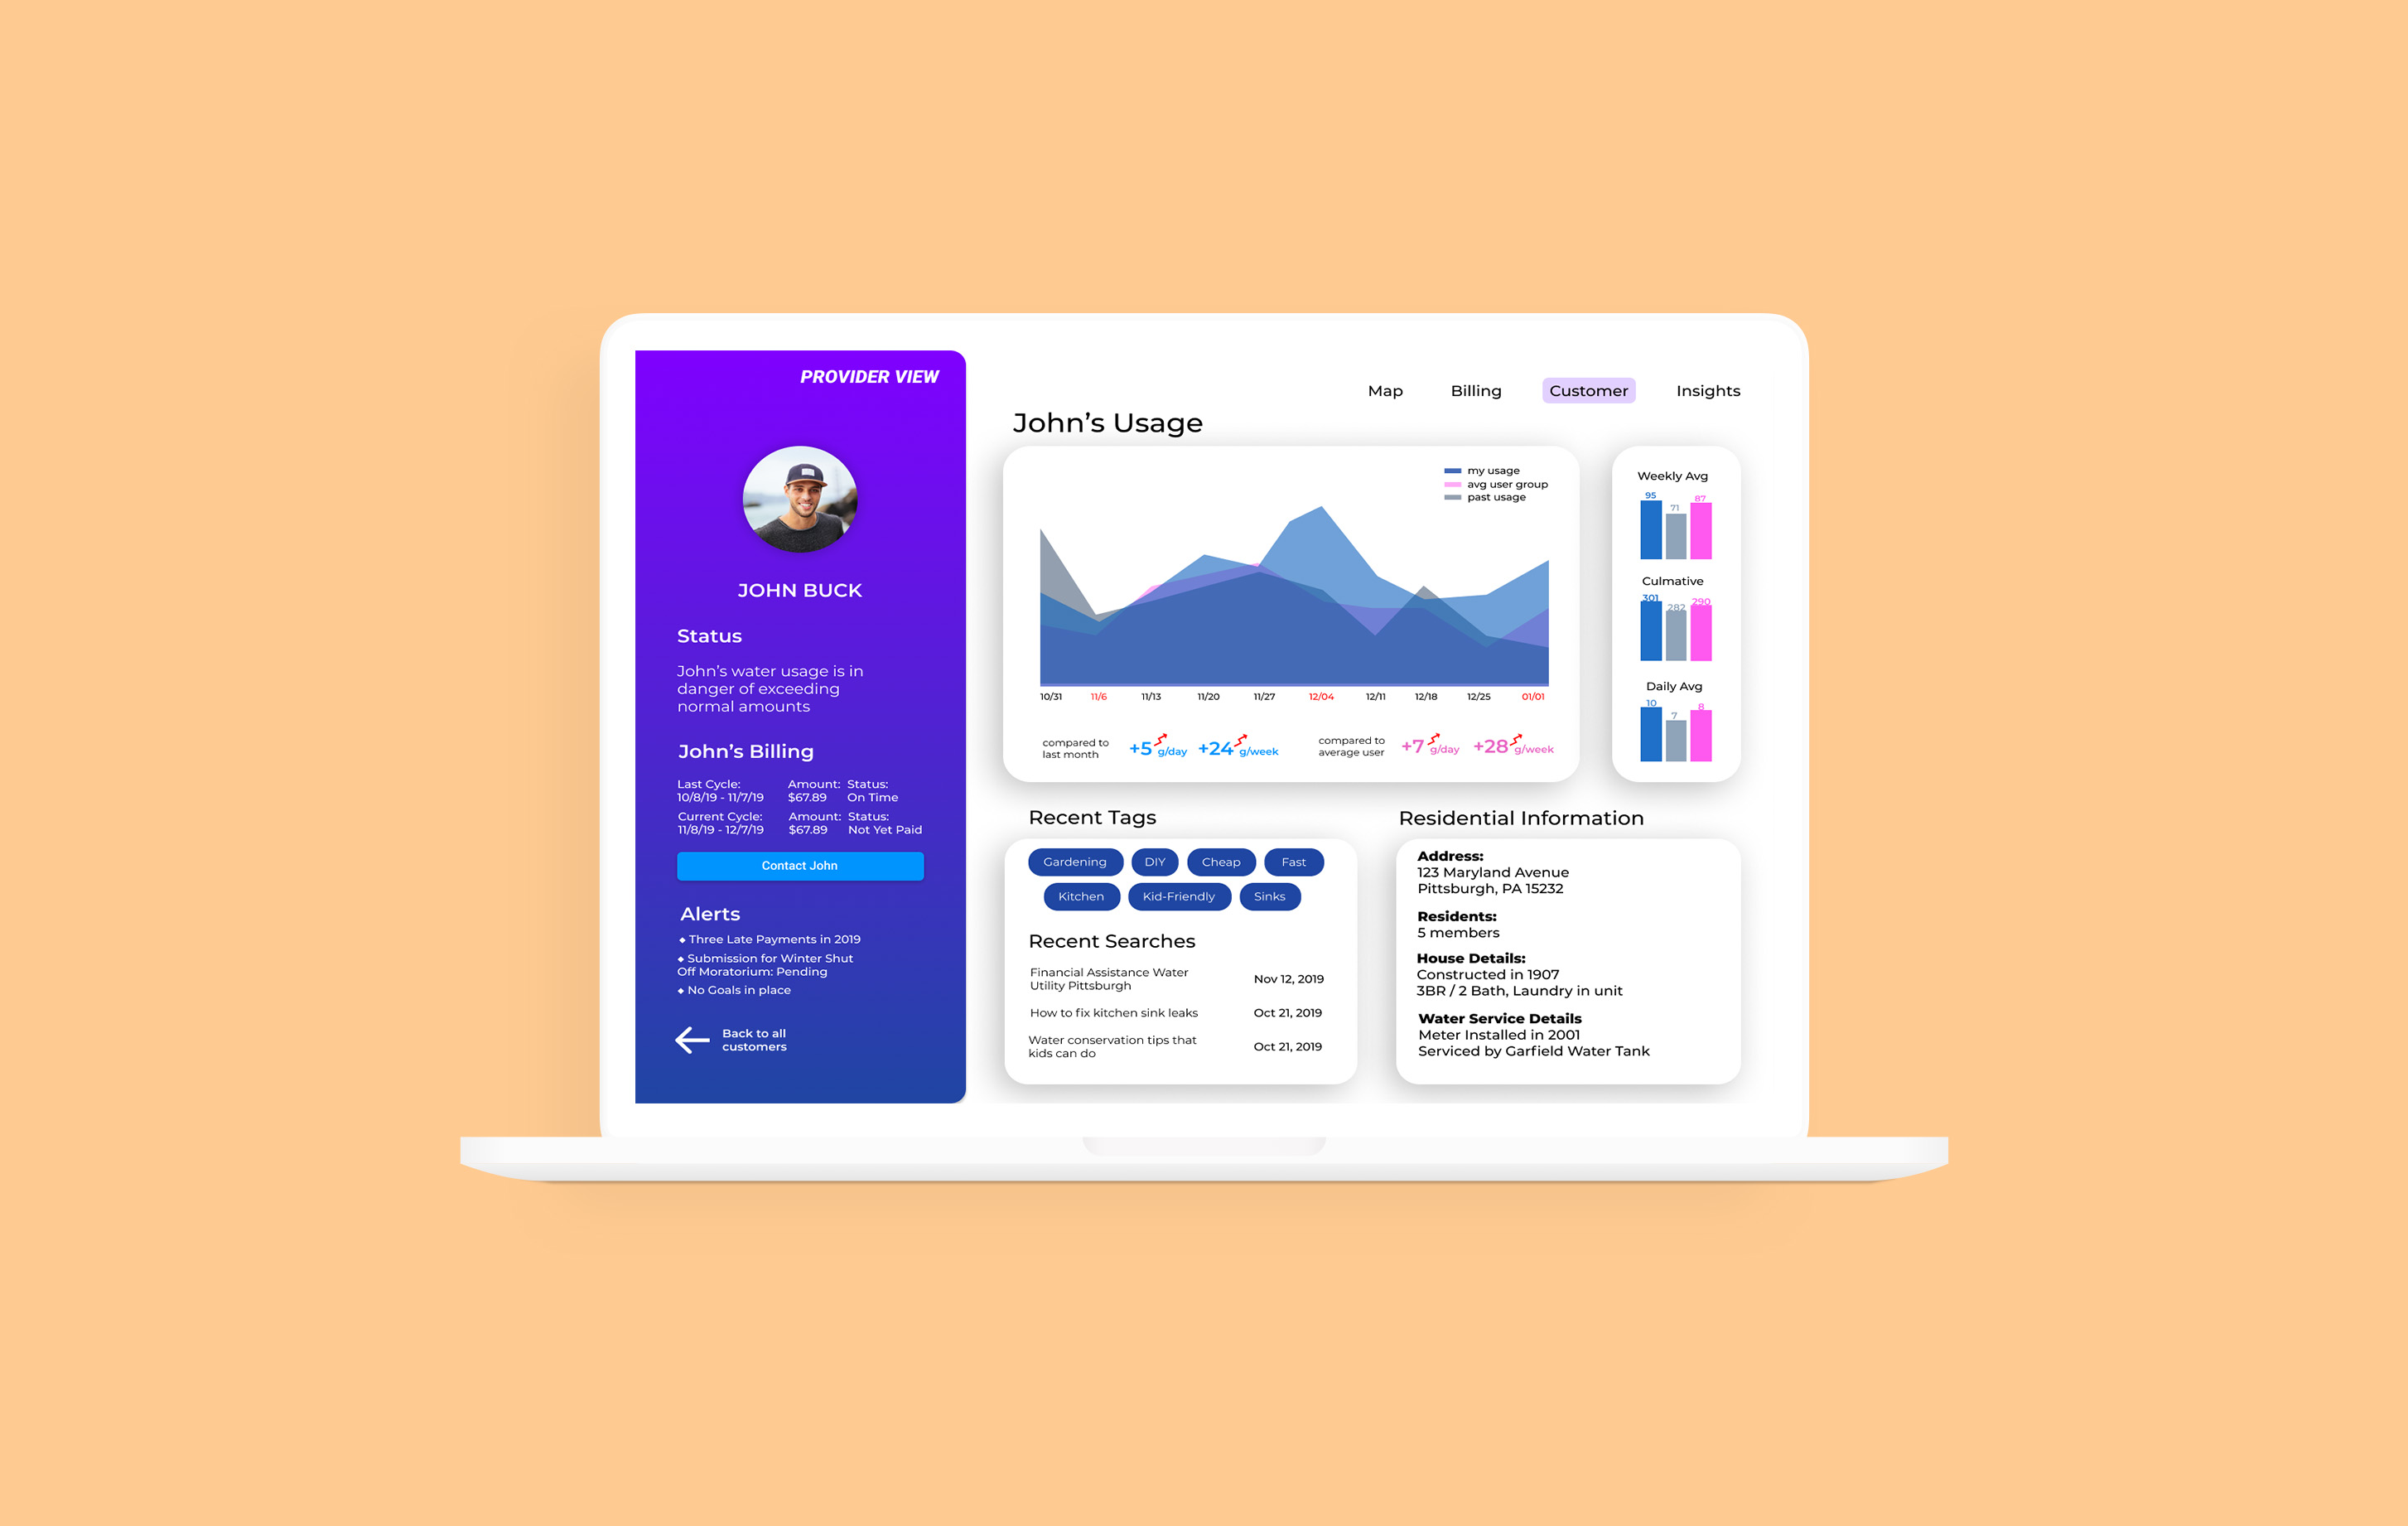 PROVIDER VIEW
JOHN BUCK
Status
John's water usage is in
danger of exceeding
normal amounts
John's Billing
Last Cycle: Amount: Status:
10/8/19 - 11/7/19 $67.89 On Time
Current Cycle: Amount: Status:
11/8/19 - 12/7/19 $67.89 Not Yet Paid
Contact John
Alerts
◆ Three Late Payments in 2019
◆ Submission for Winter Shut
Off Moratorium: Pending
◆ No Goals in place
Back to all
customers
Map Billing Customer Insights
John's Usage
my usage
avg user group
past usage
10/31 11/6 11/13 11/20 11/27 12/04 12/11 12/18 12/25 01/01
compared to
last month
+5 g/day +24 g/week
compared to
average user
+7 g/day +28 g/week
Weekly Avg
95 71 87
Culmative
301 282 290
Daily Avg
10 7 8
Recent Tags
Gardening DIY Cheap Fast
Kitchen Kid-Friendly Sinks
Recent Searches
Financial Assistance Water
Utility Pittsburgh
Nov 12, 2019
How to fix kitchen sink leaks Oct 21, 2019
Water conservation tips that
kids can do
Oct 21, 2019
Residential Information
Address:
123 Maryland Avenue
Pittsburgh, PA 15232
Residents:
5 members
House Details:
Constructed in 1907
3BR / 2 Bath, Laundry in unit
Water Service Details
Meter Installed in 2001
Serviced by Garfield Water Tank